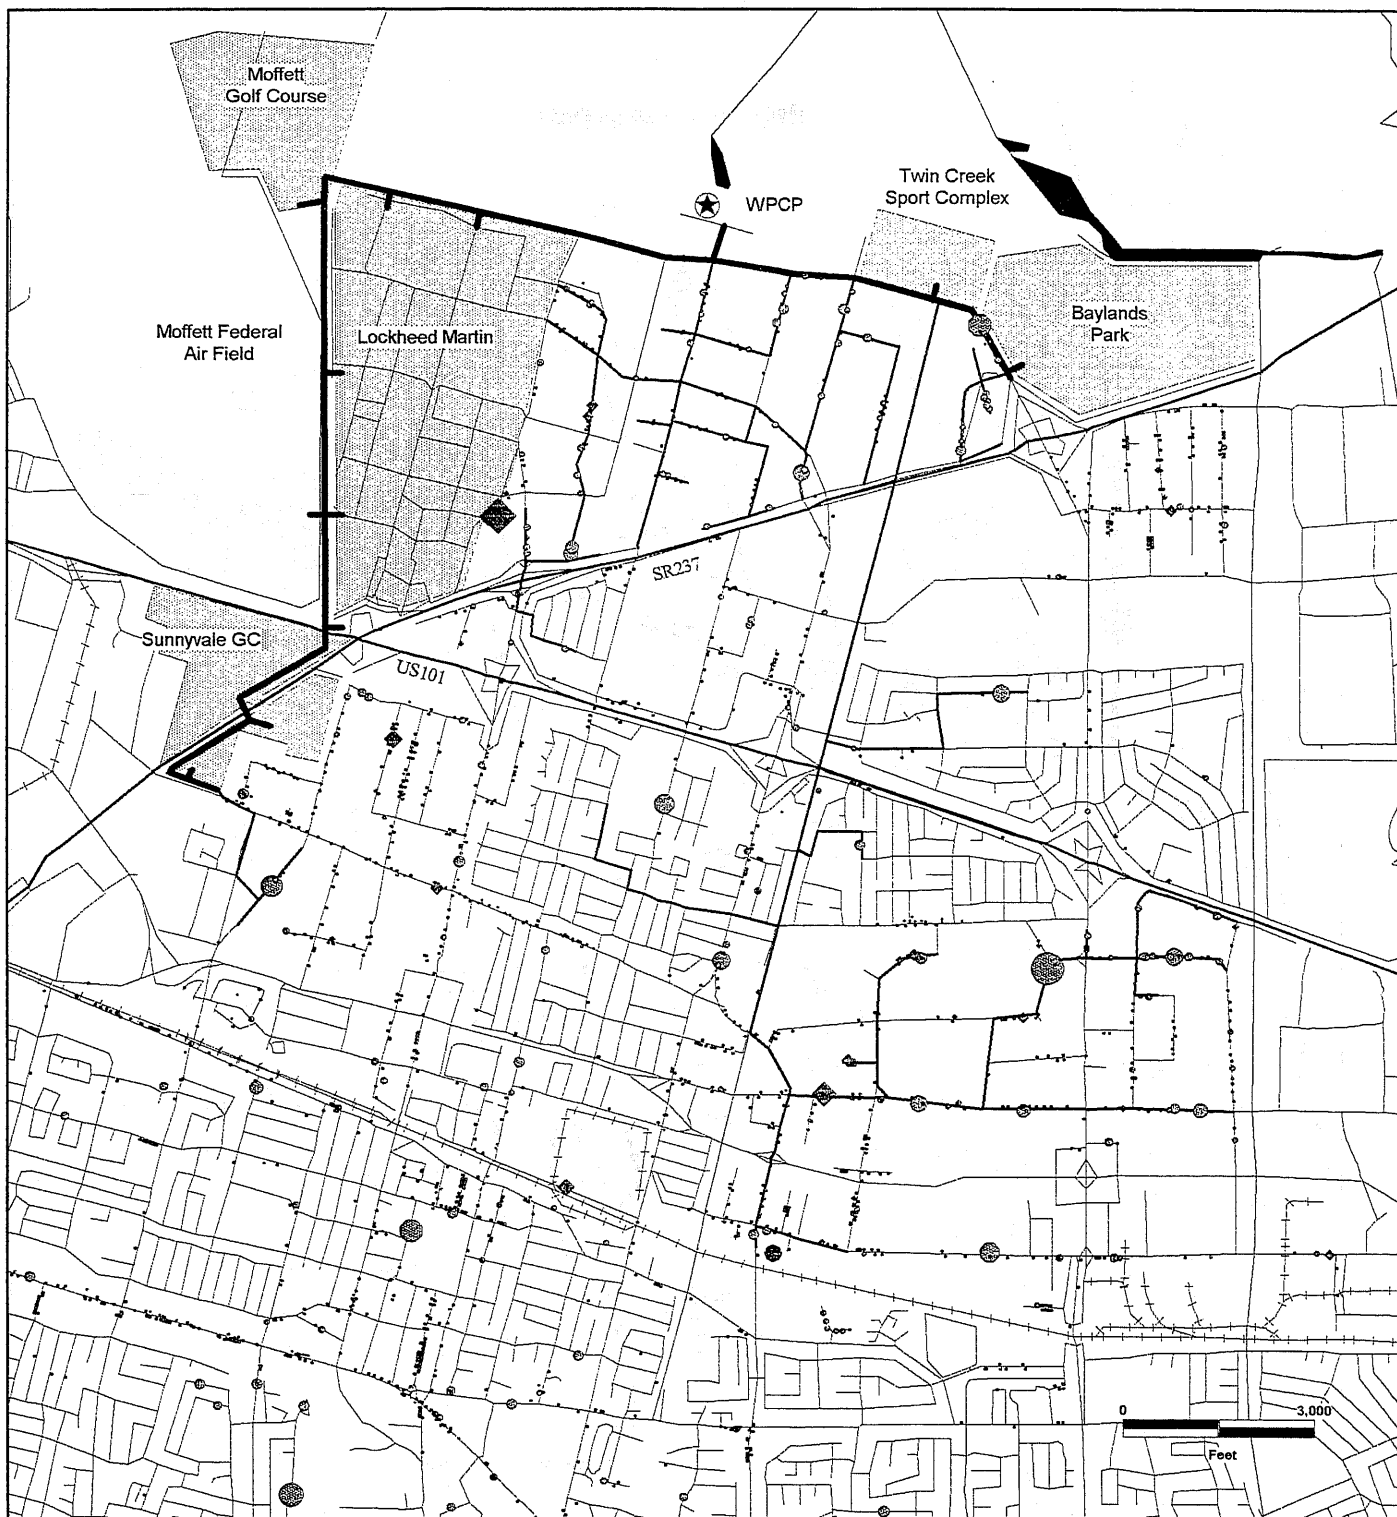 Moffett
Golf Course
WPCP
Twin Creek
Sport Complex
Moffett Federal
Air Field
Lockheed Martin
Baylands
Park
SR237
Sunnyvale GC
US101
0 3,000
Feet